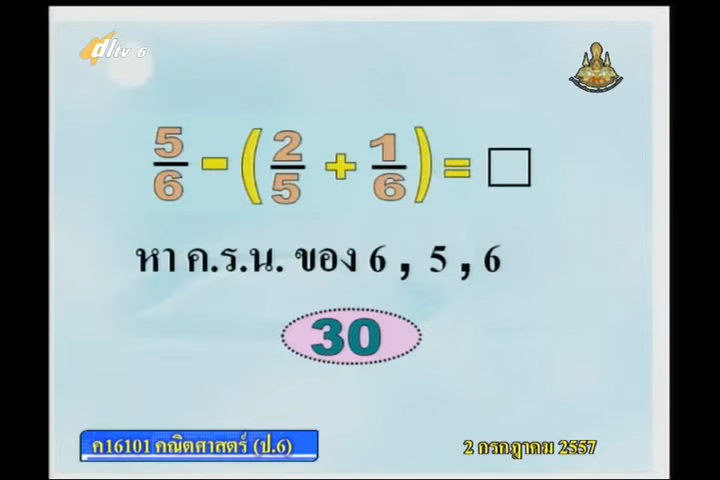 dltv 6
5/6 - (2/5 + 1/6) = □
หา ค.ร.น. ของ 6 , 5 , 6
30
ค16101 คณิตศาสตร์ (ป.6)
2 กรกฎาคม 2557